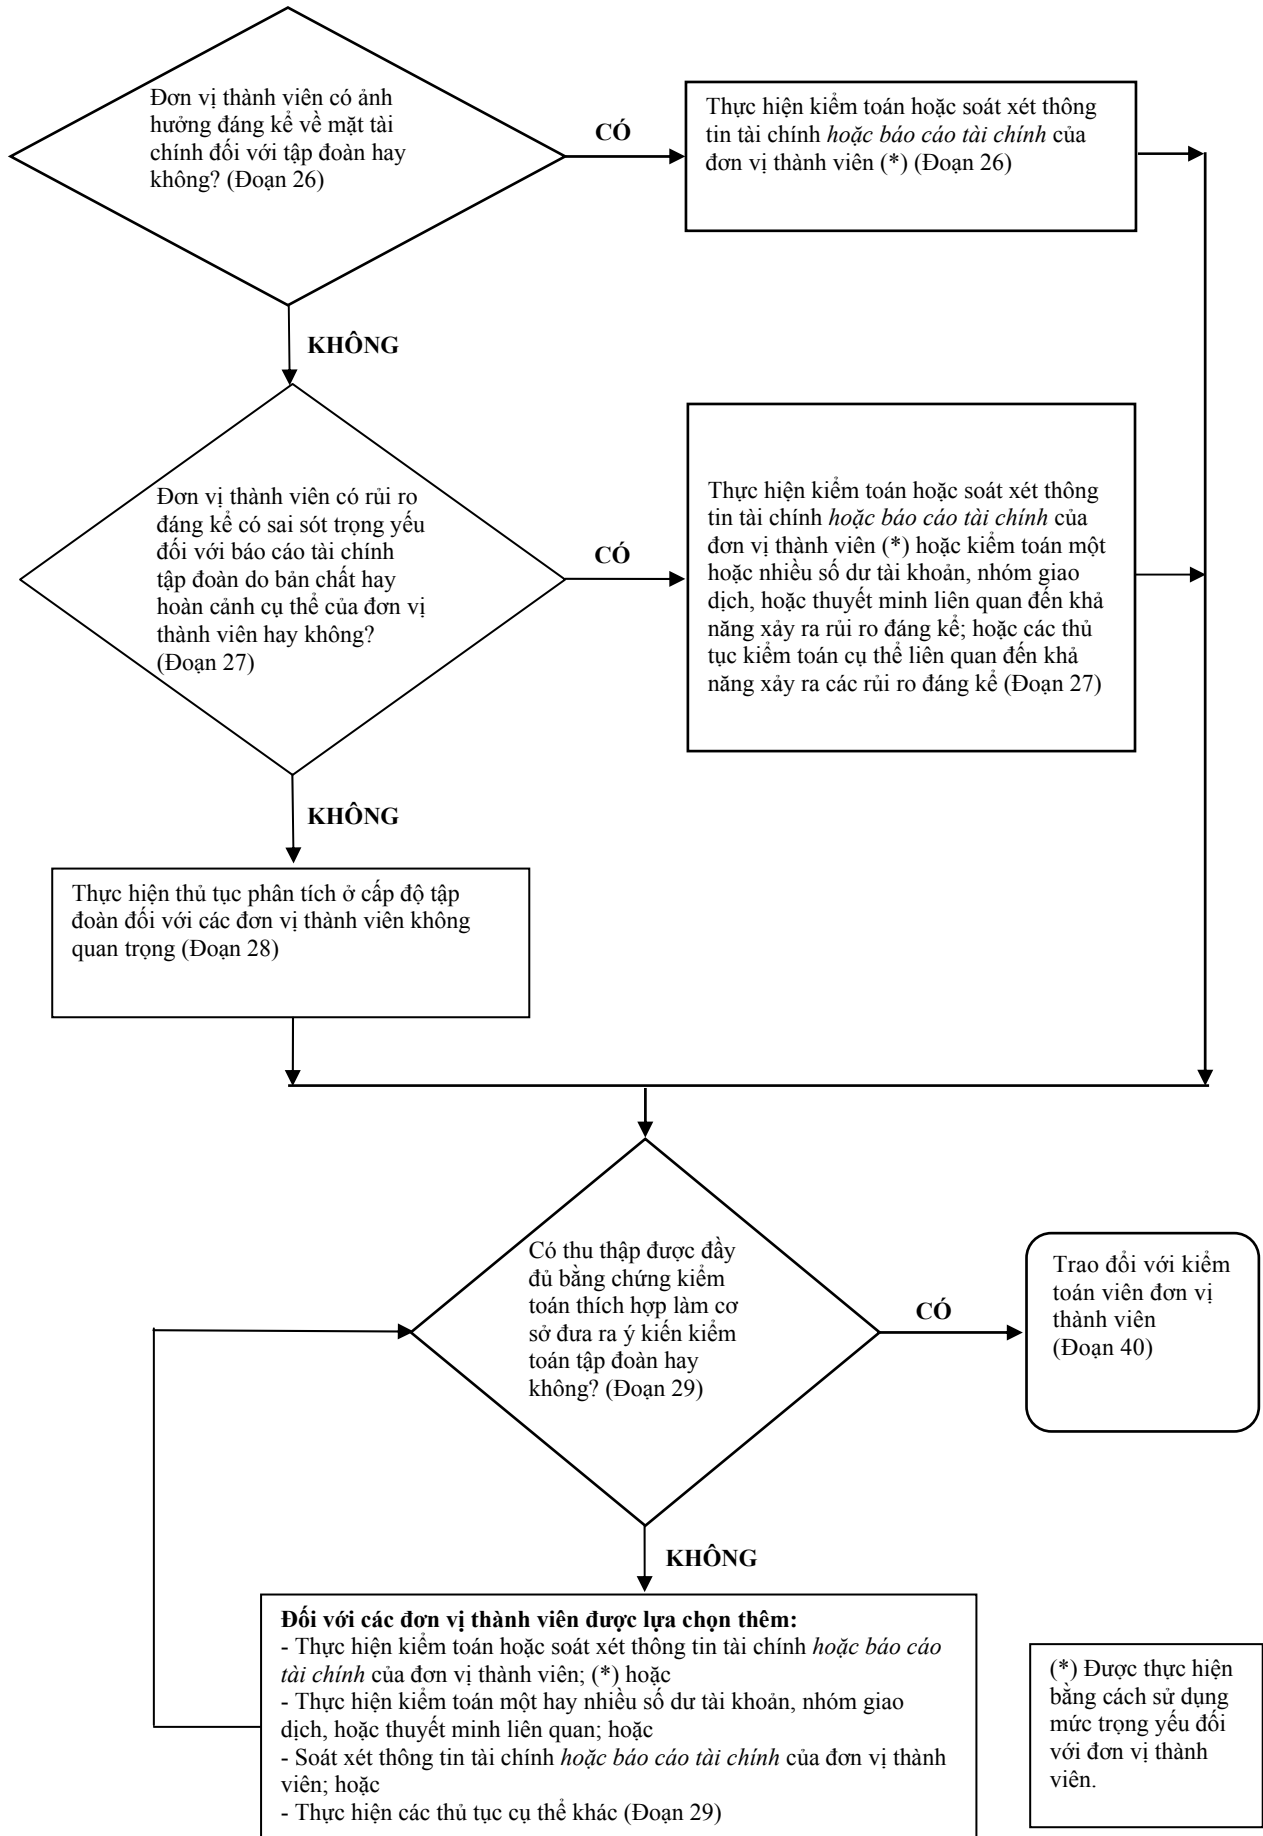 Đơn vị thành viên có ảnh
hưởng đáng kể về mặt tài
chính đối với tập đoàn hay
không? (Đoạn 26)
CÓ
Thực hiện kiểm toán hoặc soát xét thông
tin tài chính hoặc báo cáo tài chính của
đơn vị thành viên (*) (Đoạn 26)
KHÔNG
Đơn vị thành viên có rủi ro
đáng kể có sai sót trọng yếu
đối với báo cáo tài chính
tập đoàn do bản chất hay
hoàn cảnh cụ thể của đơn vị
thành viên hay không?
(Đoạn 27)
CÓ
Thực hiện kiểm toán hoặc soát xét thông
tin tài chính hoặc báo cáo tài chính của
đơn vị thành viên (*) hoặc kiểm toán một
hoặc nhiều số dư tài khoản, nhóm giao
dịch, hoặc thuyết minh liên quan đến khả
năng xảy ra rủi ro đáng kể; hoặc các thủ
tục kiểm toán cụ thể liên quan đến khả
năng xảy ra các rủi ro đáng kể (Đoạn 27)
KHÔNG
Thực hiện thủ tục phân tích ở cấp độ tập
đoàn đối với các đơn vị thành viên không
quan trọng (Đoạn 28)
Có thu thập được đầy
đủ bằng chứng kiểm
toán thích hợp làm cơ
sở đưa ra ý kiến kiểm
toán tập đoàn hay
không? (Đoạn 29)
CÓ
Trao đổi với kiểm
toán viên đơn vị
thành viên
(Đoạn 40)
KHÔNG
Đối với các đơn vị thành viên được lựa chọn thêm:
- Thực hiện kiểm toán hoặc soát xét thông tin tài chính hoặc báo cáo
tài chính của đơn vị thành viên; (*) hoặc
- Thực hiện kiểm toán một hay nhiều số dư tài khoản, nhóm giao
dịch, hoặc thuyết minh liên quan; hoặc
- Soát xét thông tin tài chính hoặc báo cáo tài chính của đơn vị thành
viên; hoặc
- Thực hiện các thủ tục cụ thể khác (Đoạn 29)
(*) Được thực hiện
bằng cách sử dụng
mức trọng yếu đối
với đơn vị thành
viên.